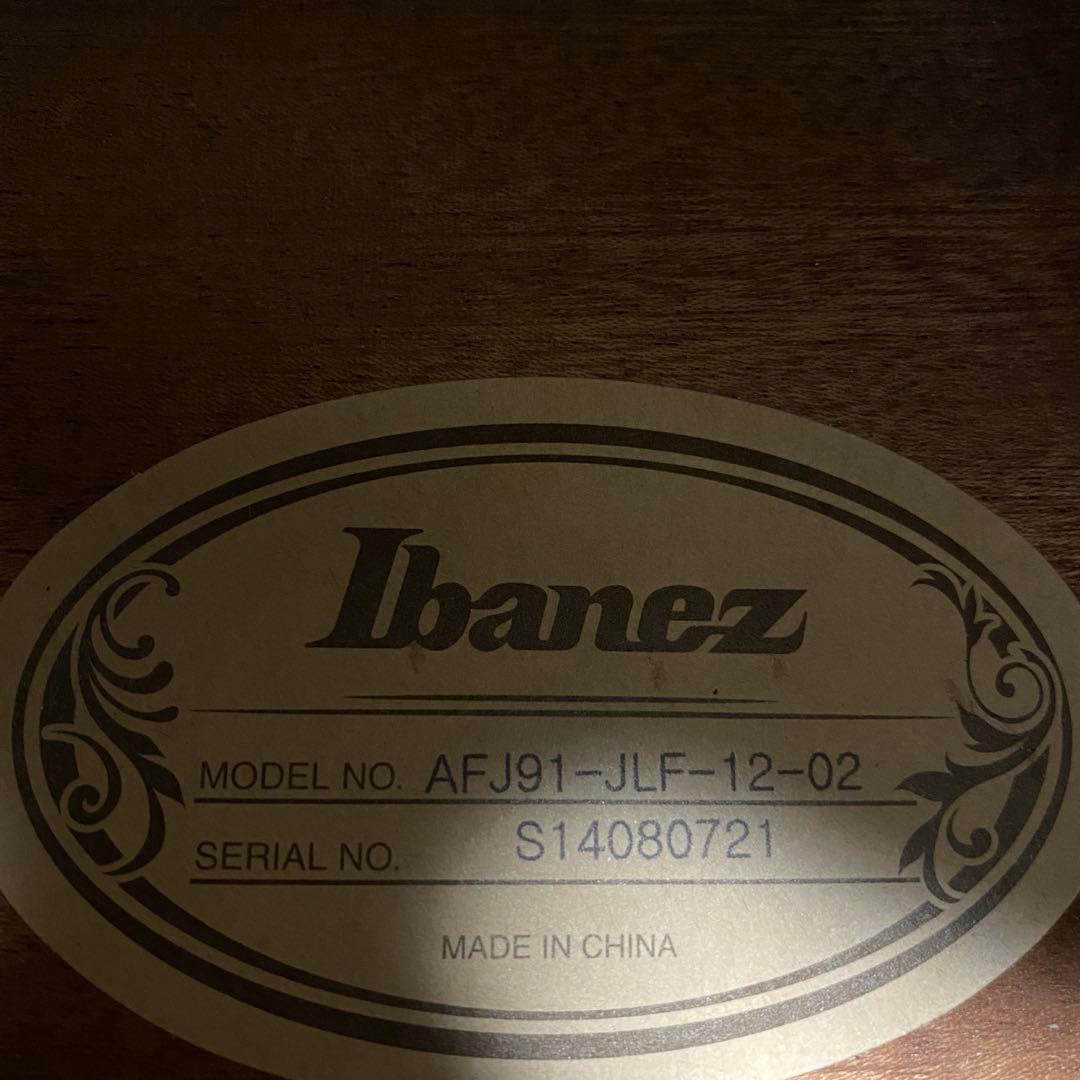 Ibanez
MODEL NO. AFJ91-JLF-12-02
SERIAL NO. S14080721
MADE IN CHINA